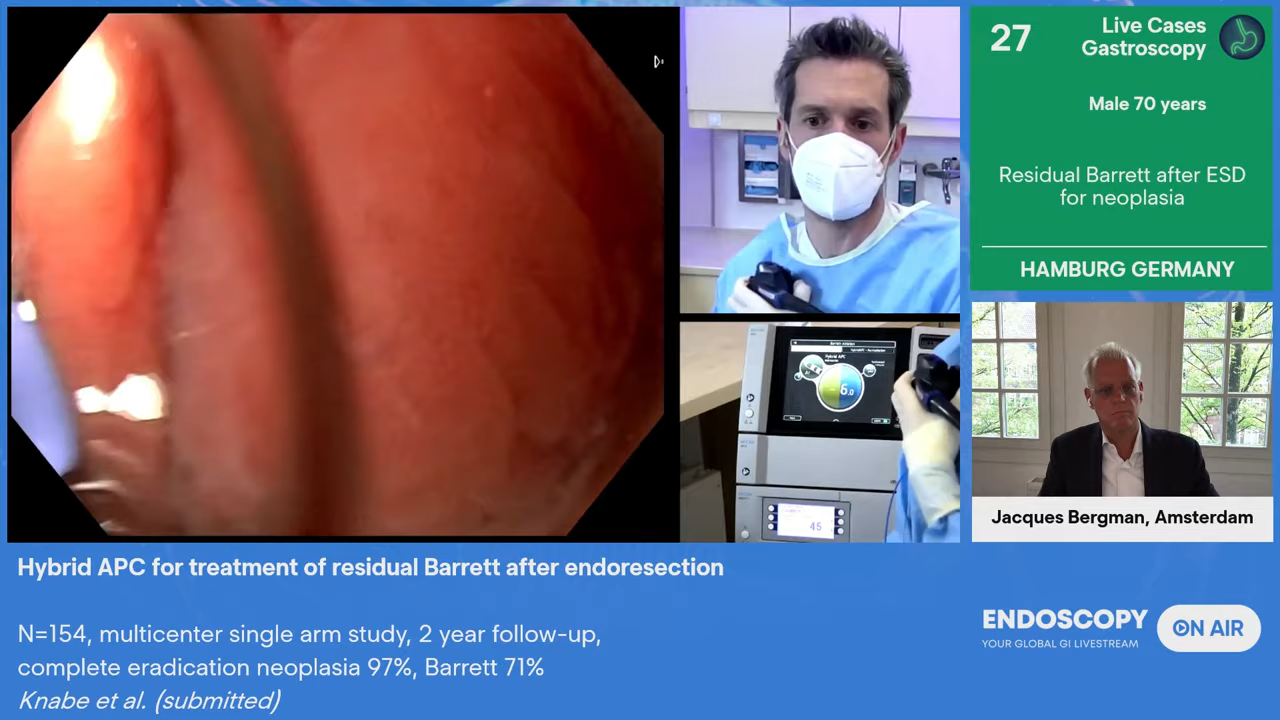 27
Live Cases
Gastroscopy
Male 70 years
Residual Barrett after ESD
for neoplasia
HAMBURG GERMANY
Hybrid APC
6.0
45
Jacques Bergman, Amsterdam
Hybrid APC for treatment of residual Barrett after endoresection
N=154, multicenter single arm study, 2 year follow-up,
complete eradication neoplasia 97%, Barrett 71%
Knabe et al. (submitted)
ENDOSCOPY
YOUR GLOBAL GI LIVESTREAM
ON AIR